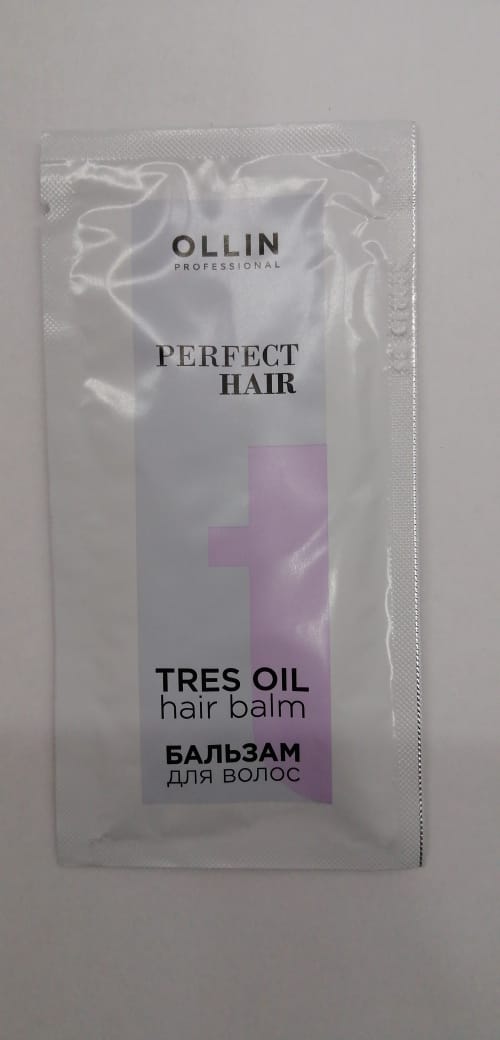 OLLIN
PROFESSIONAL
PERFECT
HAIR
TRES OIL
hair balm
БАЛЬЗАМ
для волос